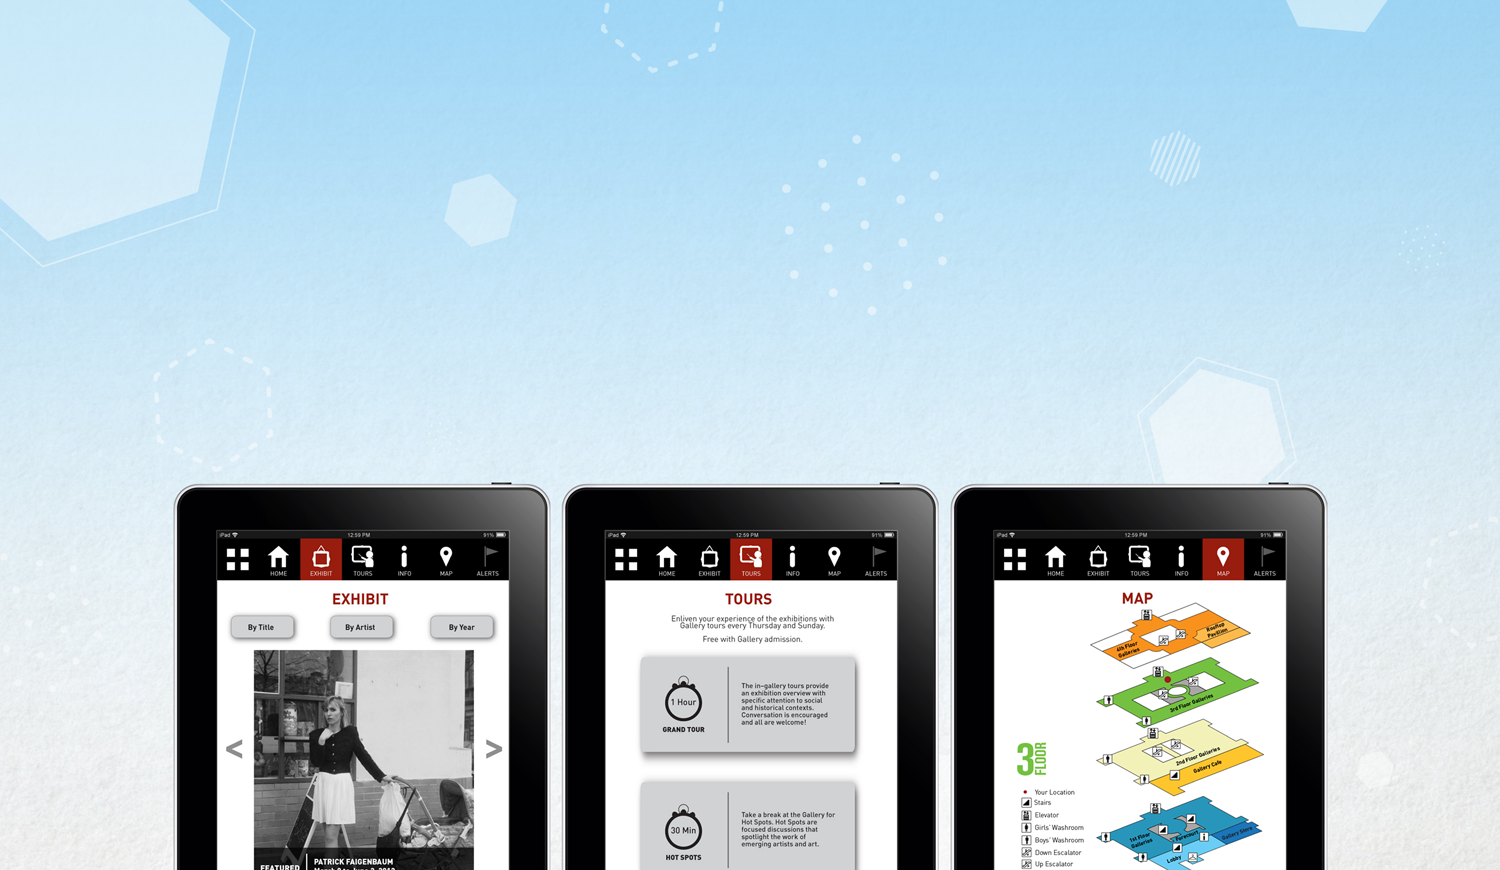 iPad 12:59 PM 91%
HOME EXHIBIT TOURS INFO MAP ALERTS
EXHIBIT
By Title By Artist By Year
< >
FEATURED
PATRICK FAIGENBAUM
iPad 12:59 PM 91%
HOME EXHIBIT TOURS INFO MAP ALERTS
TOURS
Enliven your experience of the exhibitions with
Gallery tours every Thursday and Sunday.
Free with Gallery admission.
1 Hour
GRAND TOUR
The in-gallery tours provide
an exhibition overview with
specific attention to social
and historical contexts.
Conversation is encouraged
and all are welcome!
30 Min
HOT SPOTS
Take a break at the Gallery for
Hot Spots. Hot Spots are
focused discussions that
spotlight the work of
emerging artists and art.
iPad 12:59 PM 91%
HOME EXHIBIT TOURS INFO MAP ALERTS
MAP
4th Floor
Galleries
Rooftop
Pavilion
3rd Floor Galleries
2nd Floor Galleries
Gallery Cafe
1st Floor
Galleries
Forecourt
Gallery Store
Lobby
3 FLOOR
Your Location
Stairs
Elevator
Girls' Washroom
Boys' Washroom
Down Escalator
Up Escalator